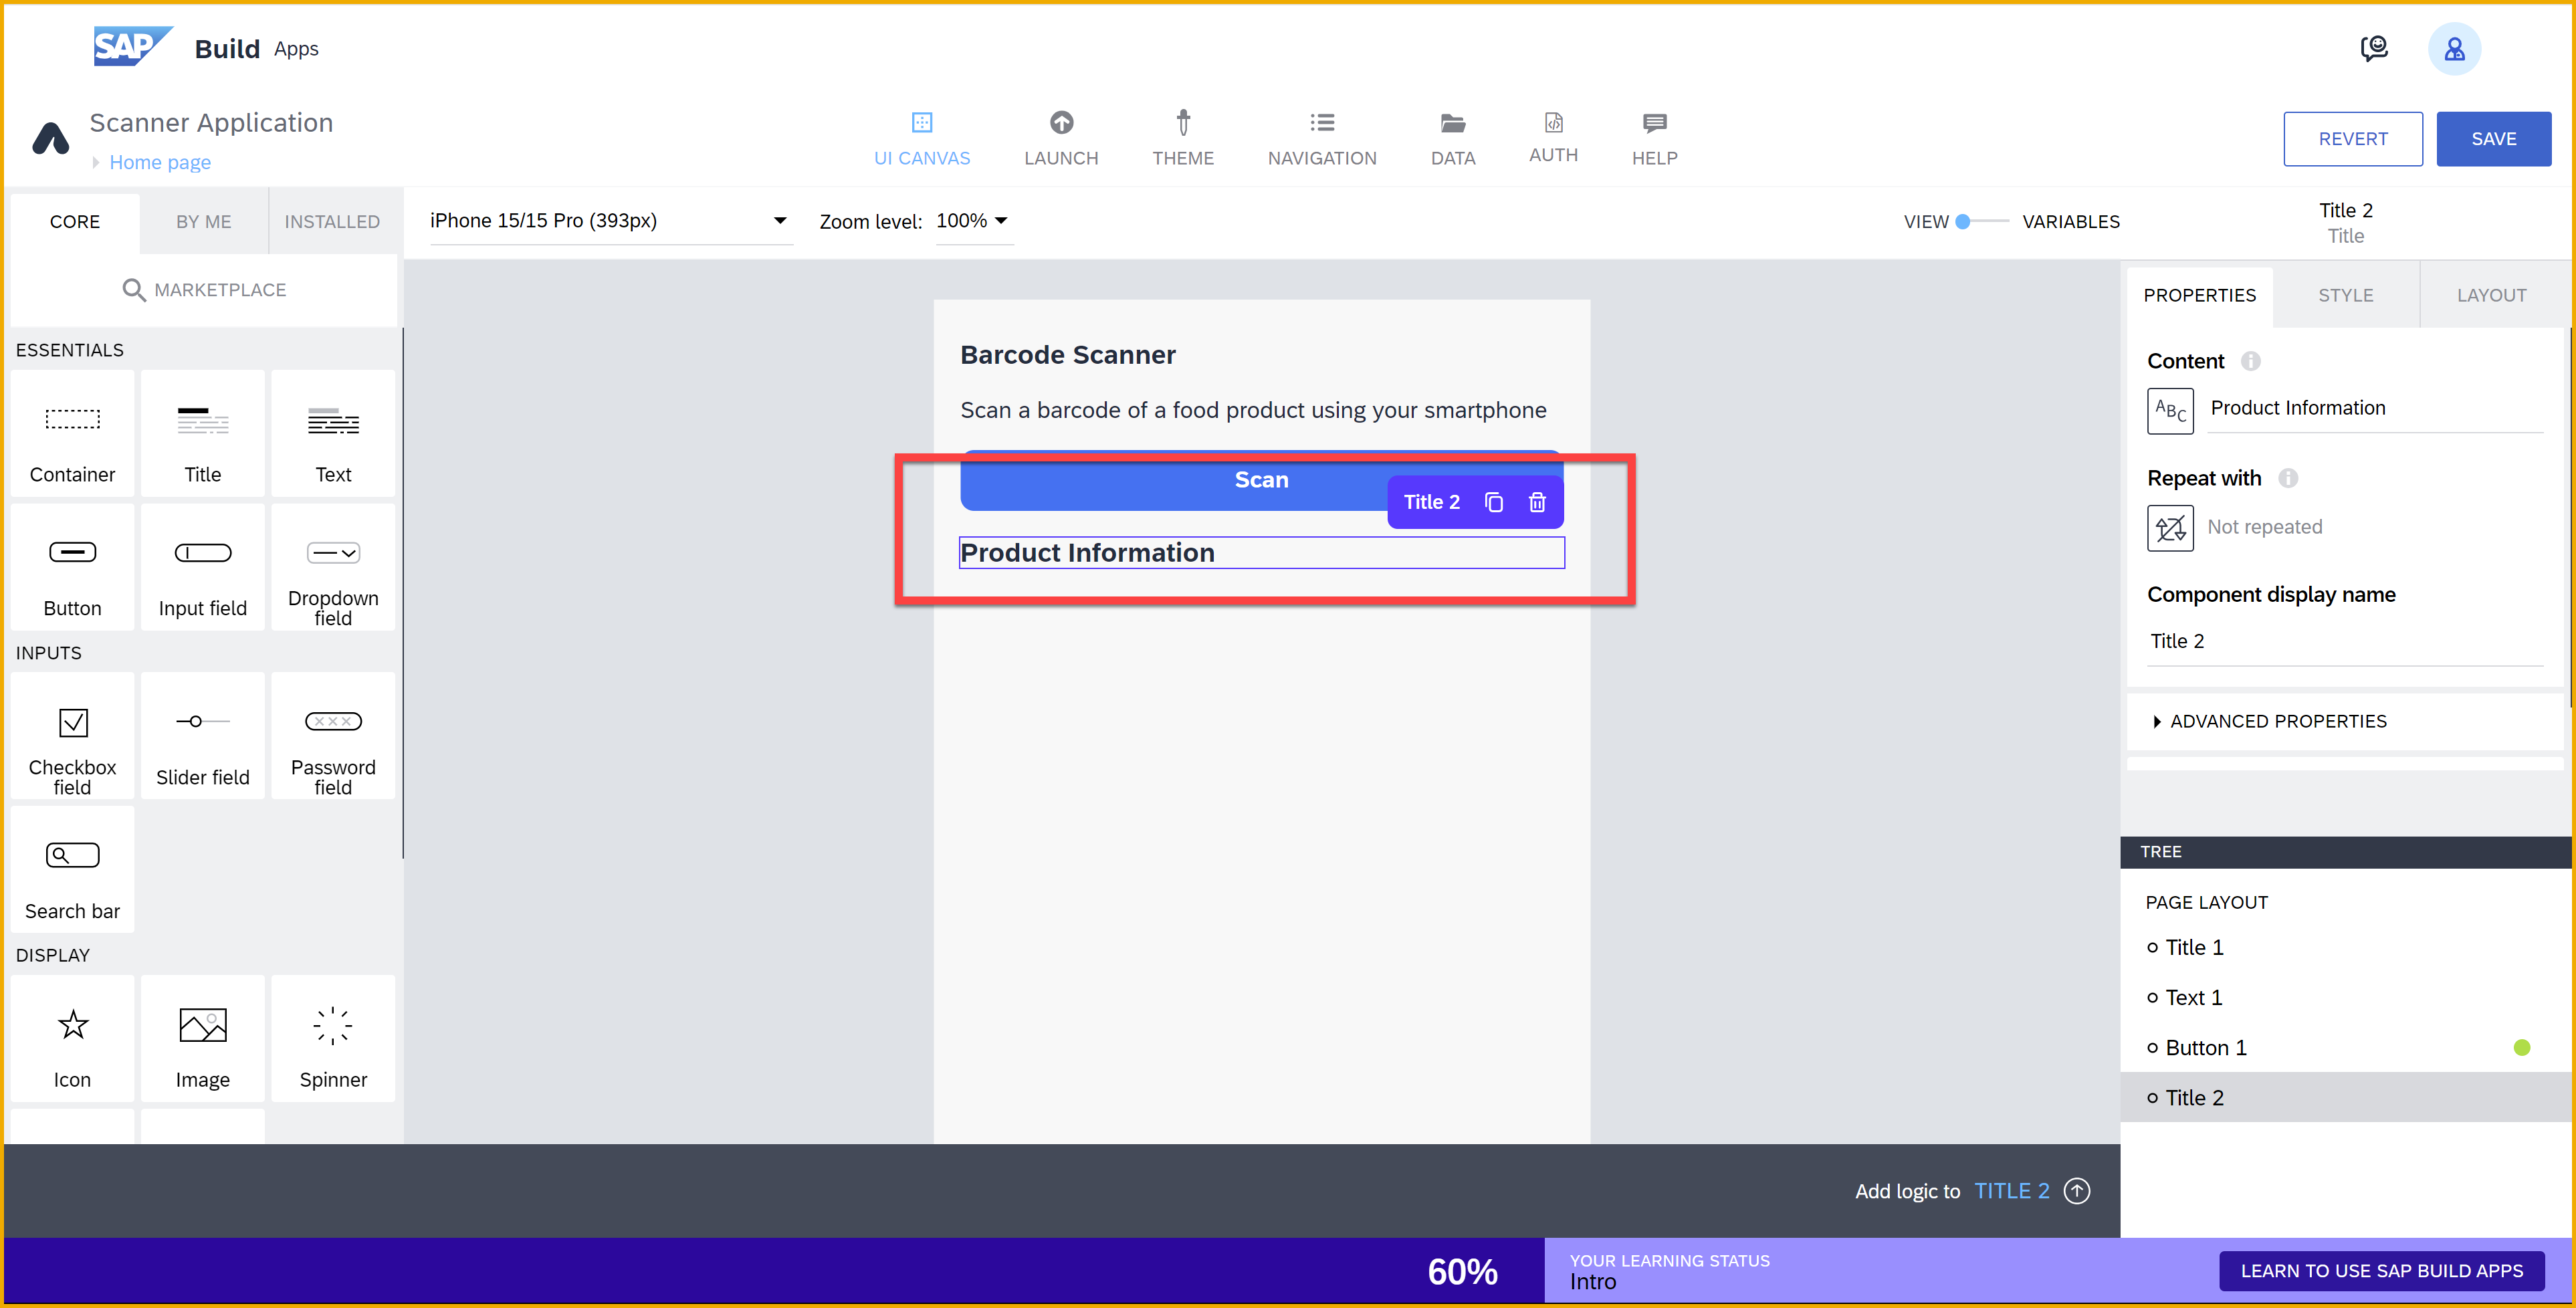 SAP Build Apps
Scanner Application
Home page
UI CANVAS
LAUNCH
THEME
NAVIGATION
DATA
AUTH
HELP
REVERT
SAVE
CORE
BY ME
INSTALLED
MARKETPLACE
ESSENTIALS
Container
Title
Text
Button
Input field
Dropdown
field
INPUTS
Checkbox
field
Slider field
Password
field
Search bar
DISPLAY
Icon
Image
Spinner
iPhone 15/15 Pro (393px)
Zoom level: 100%
VIEW
VARIABLES
Barcode Scanner
Scan a barcode of a food product using your smartphone
Scan
Title 2
Product Information
Title 2
Title
PROPERTIES
STYLE
LAYOUT
Content
ABC
Product Information
Repeat with
Not repeated
Component display name
Title 2
ADVANCED PROPERTIES
TREE
PAGE LAYOUT
Title 1
Text 1
Button 1
Title 2
Add logic to TITLE 2
60%
YOUR LEARNING STATUS
Intro
LEARN TO USE SAP BUILD APPS